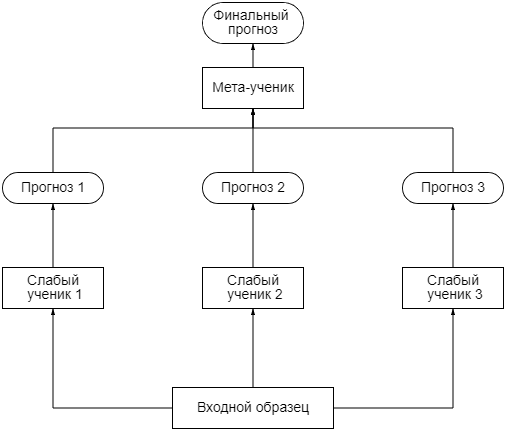 Финальный
прогноз
Мета-ученик
Прогноз 1
Прогноз 2
Прогноз 3
Слабый
ученик 1
Слабый
ученик 2
Слабый
ученик 3
Входной образец